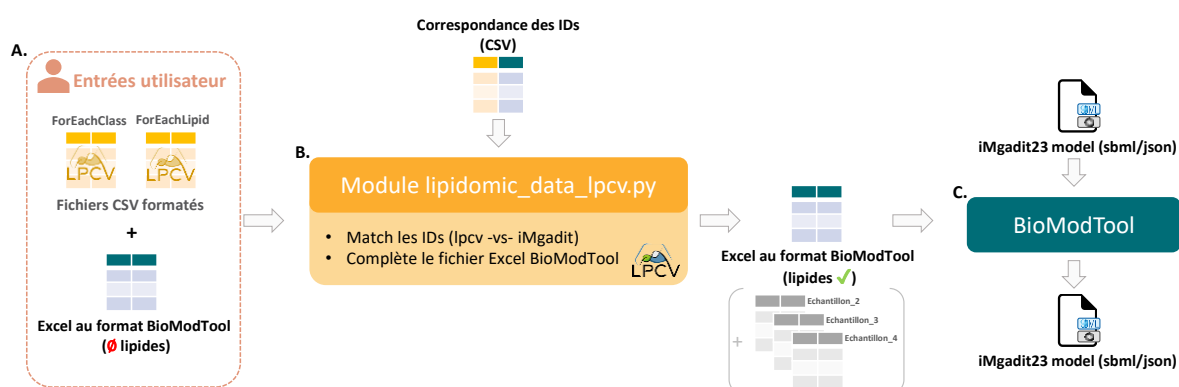 A.
Entrées utilisateur
ForEachClass
ForEachLipid
LPCV
LPCV
Fichiers CSV formatés
+
Excel au format BioModTool
(Ø lipides)
Correspondance des IDs
(CSV)
B.
Module lipidomic_data_lpcv.py
• Match les IDs (lpcv -vs- iMgadit)
• Complète le fichier Excel BioModTool
LPCV
Excel au format BioModTool
(lipides ✓)
+
Echantillon_2
Echantillon_3
Echantillon_4
iMgadit23 model (sbml/json)
C.
BioModTool
iMgadit23 model (sbml/json)